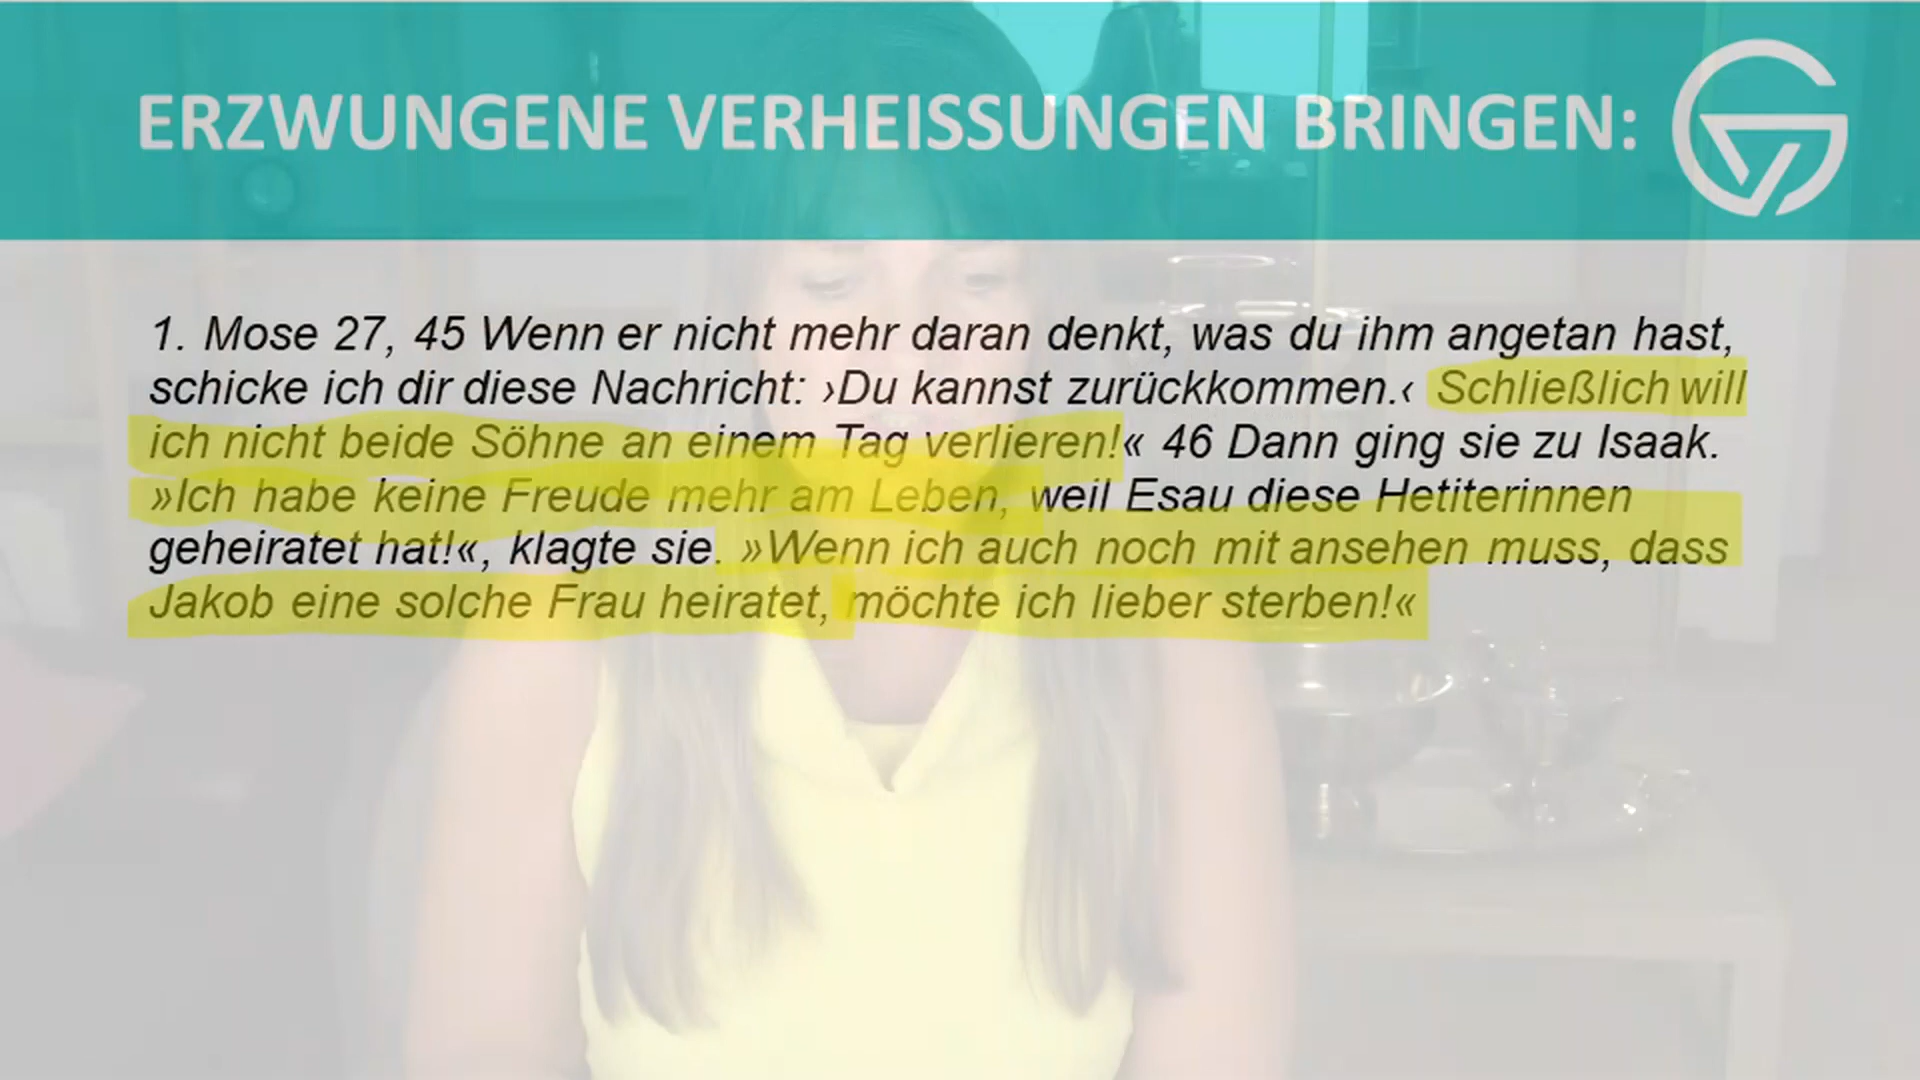 ERZWUNGENE VERHEISSUNGEN BRINGEN:
1. Mose 27, 45 Wenn er nicht mehr daran denkt, was du ihm angetan hast,
schicke ich dir diese Nachricht: ›Du kannst zurückkommen.‹ Schließlich will
ich nicht beide Söhne an einem Tag verlieren!« 46 Dann ging sie zu Isaak.
»Ich habe keine Freude mehr am Leben, weil Esau diese Hetiterinnen
geheiratet hat!«, klagte sie. »Wenn ich auch noch mit ansehen muss, dass
Jakob eine solche Frau heiratet, möchte ich lieber sterben!«